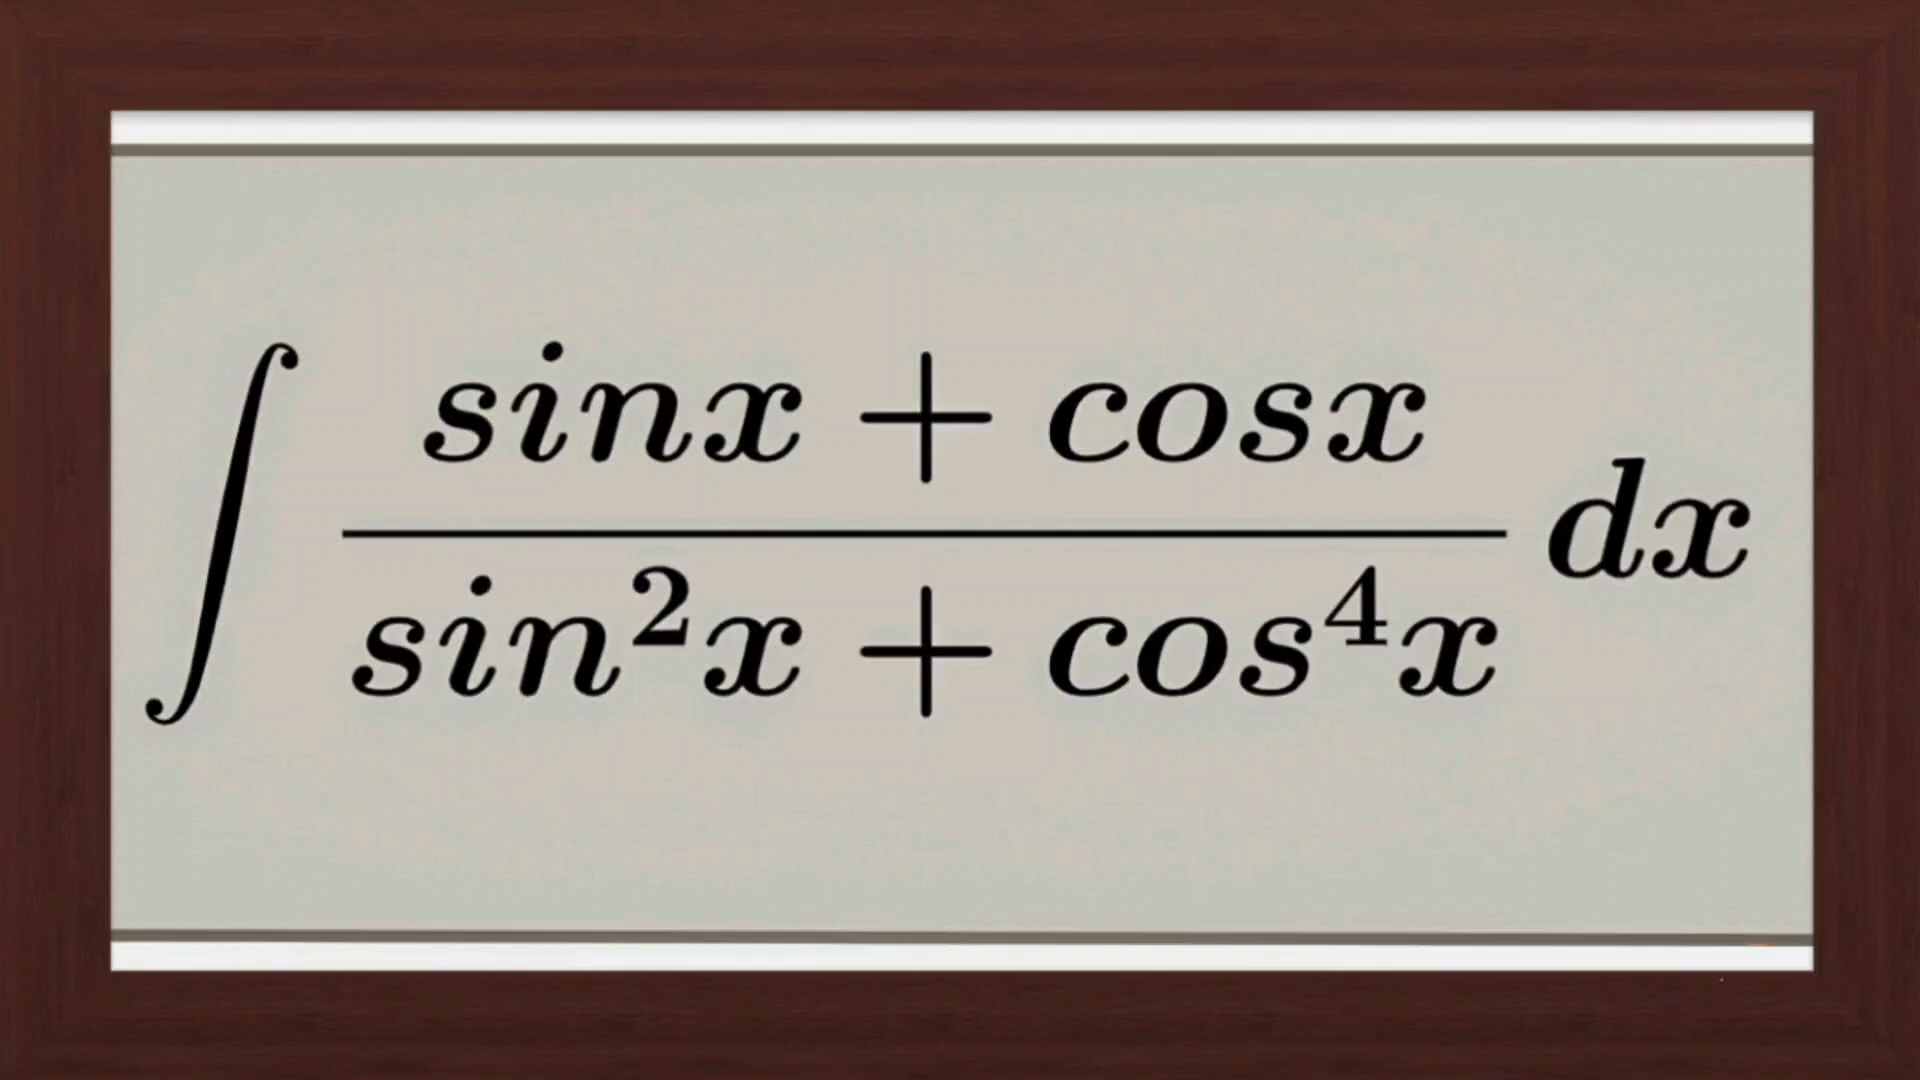 ∫ sinx + cosx / sin²x + cos⁴x dx